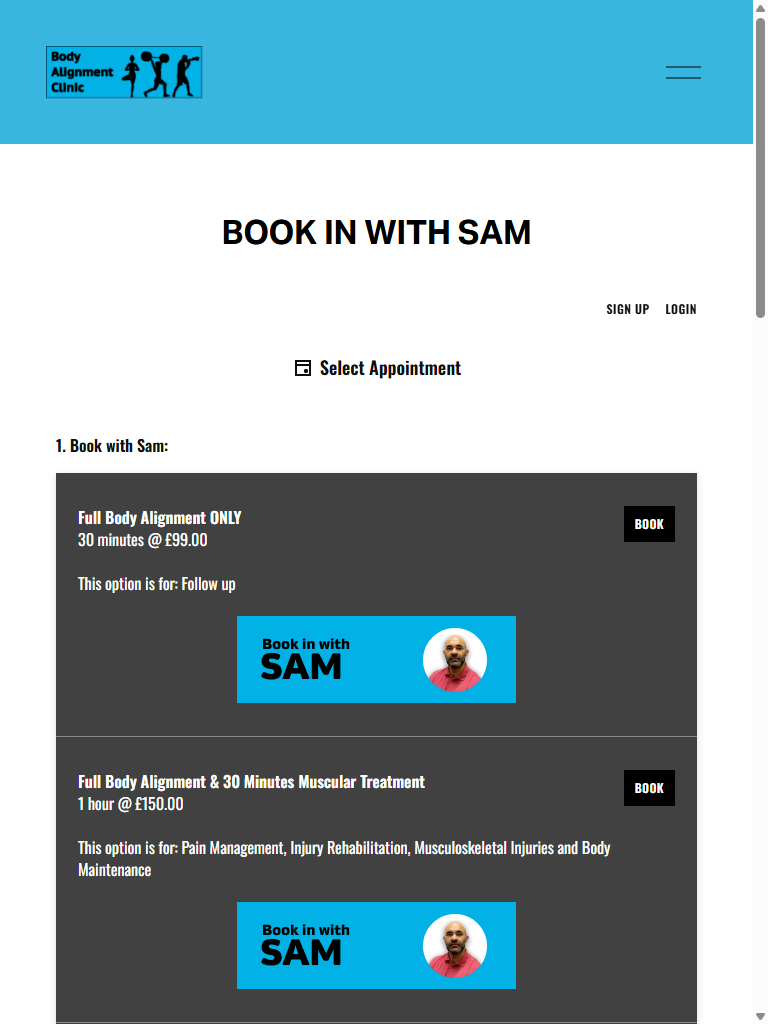 Body
Alignment
Clinic
BOOK IN WITH SAM
SIGN UP LOGIN
Select Appointment
1. Book with Sam:
Full Body Alignment ONLY
BOOK
30 minutes @ £99.00
This option is for: Follow up
Book in with
SAM
Full Body Alignment & 30 Minutes Muscular Treatment
BOOK
1 hour @ £150.00
This option is for: Pain Management, Injury Rehabilitation, Musculoskeletal Injuries and Body
Maintenance
Book in with
SAM